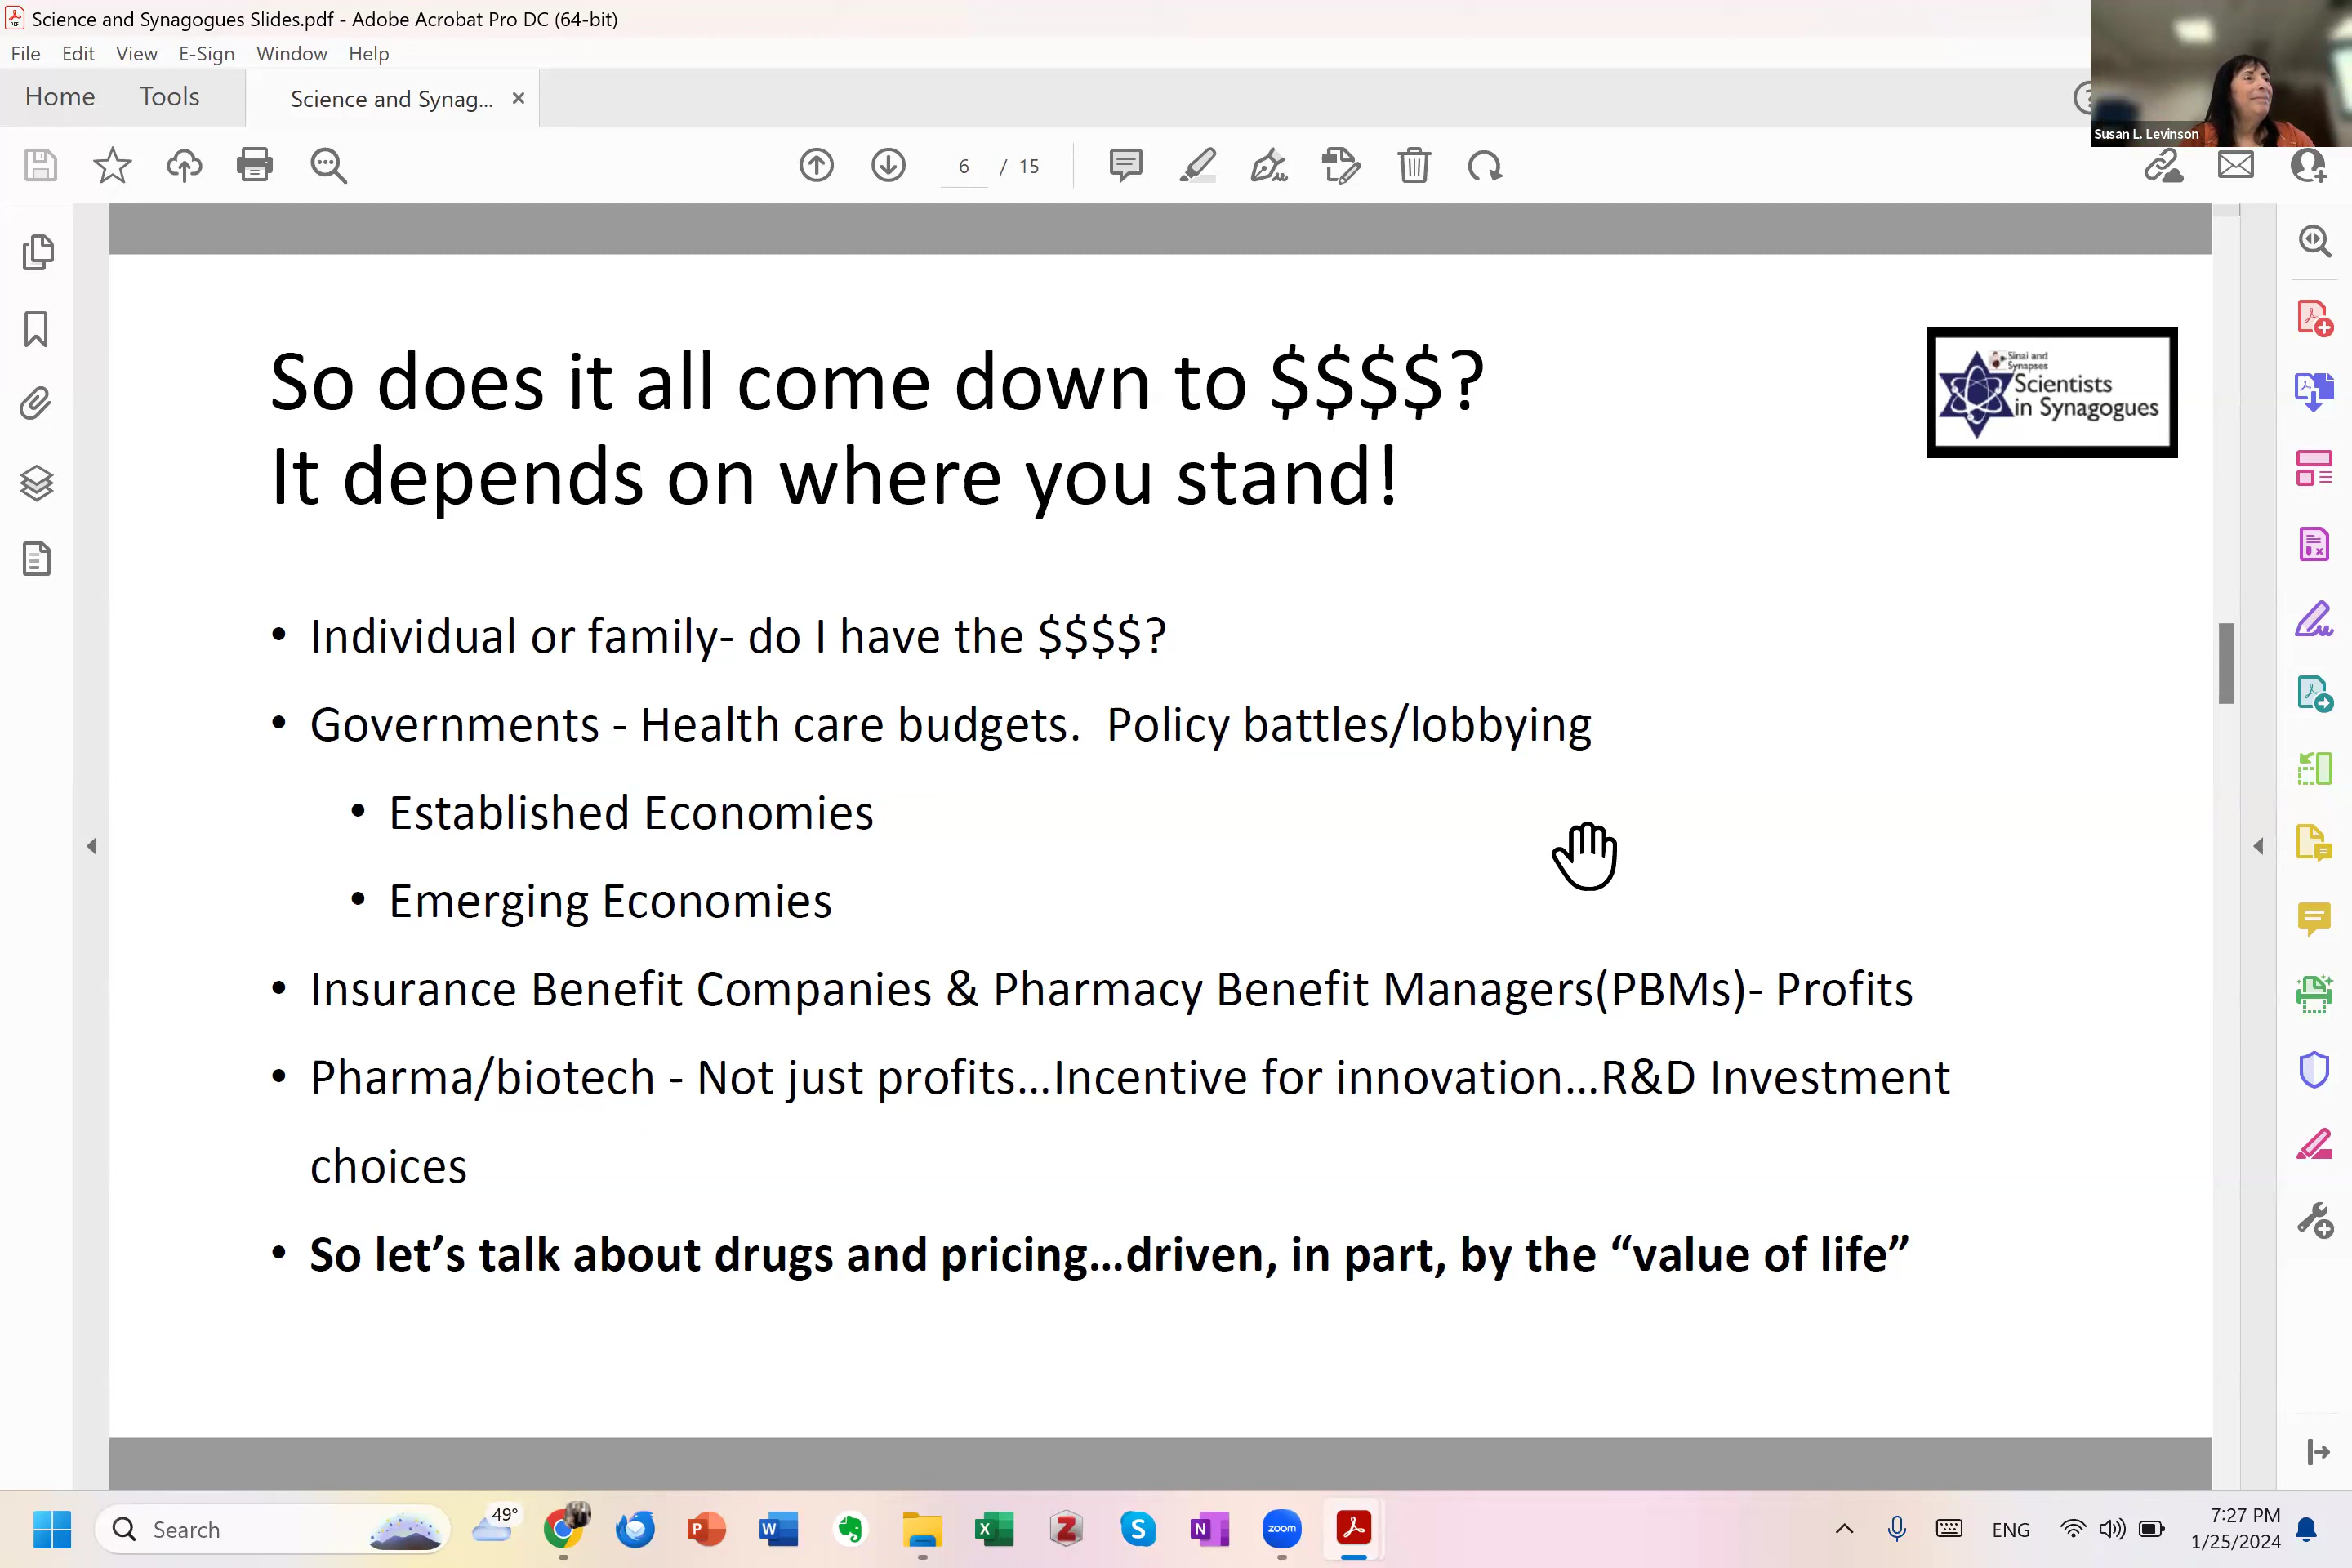 Science and Synagogues Slides.pdf - Adobe Acrobat Pro DC (64-bit)
File Edit View E-Sign Window Help
Home Tools Science and Synag... ×
6 / 15
Susan L. Levinson
So does it all come down to $$$$?
It depends on where you stand!
Sinai and
Synapses
Scientists
in Synagogues
• Individual or family- do I have the $$$$?
• Governments - Health care budgets. Policy battles/lobbying
• Established Economies
• Emerging Economies
• Insurance Benefit Companies & Pharmacy Benefit Managers(PBMs)- Profits
• Pharma/biotech - Not just profits...Incentive for innovation...R&D Investment
choices
• So let’s talk about drugs and pricing...driven, in part, by the “value of life”
Search
49°
zoom
ENG
7:27 PM
1/25/2024